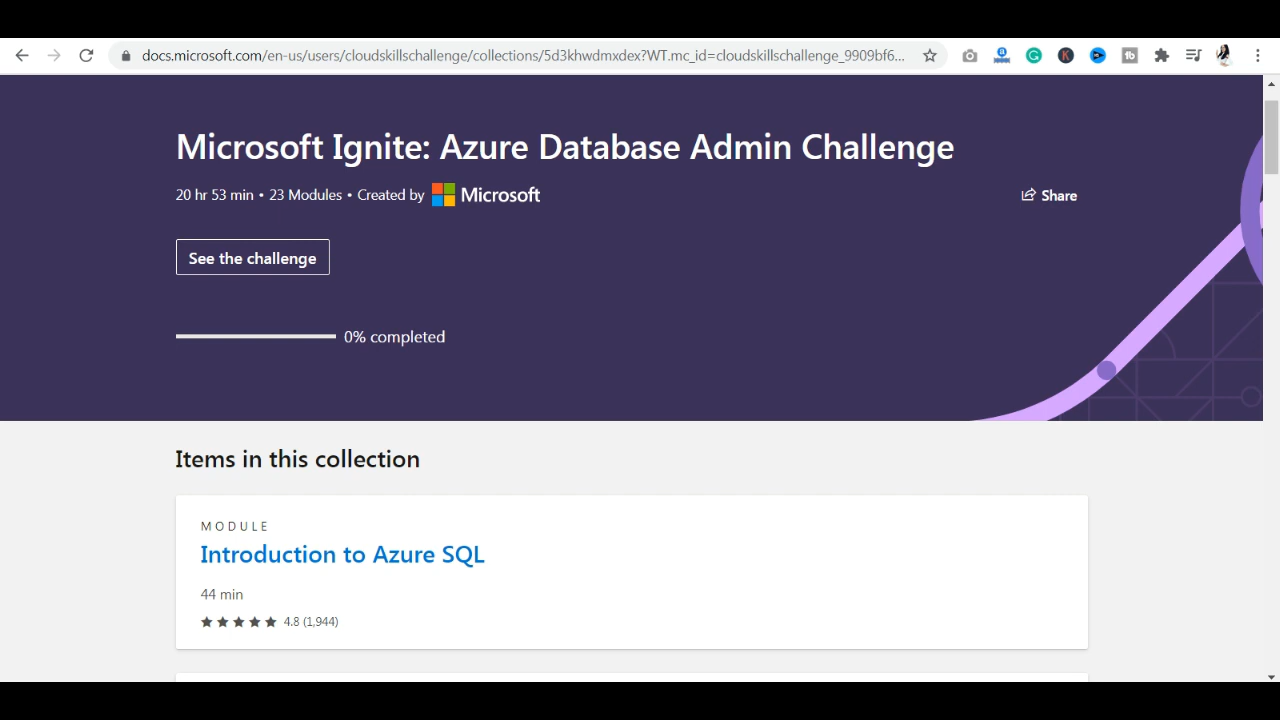 docs.microsoft.com/en-us/users/cloudskillschallenge/collections/5d3khwdmxdex?WT.mc_id=cloudskillschallenge_9909bf6...
Microsoft Ignite: Azure Database Admin Challenge
20 hr 53 min • 23 Modules • Created by Microsoft
Share
See the challenge
0% completed
Items in this collection
MODULE
Introduction to Azure SQL
44 min
4.8 (1,944)